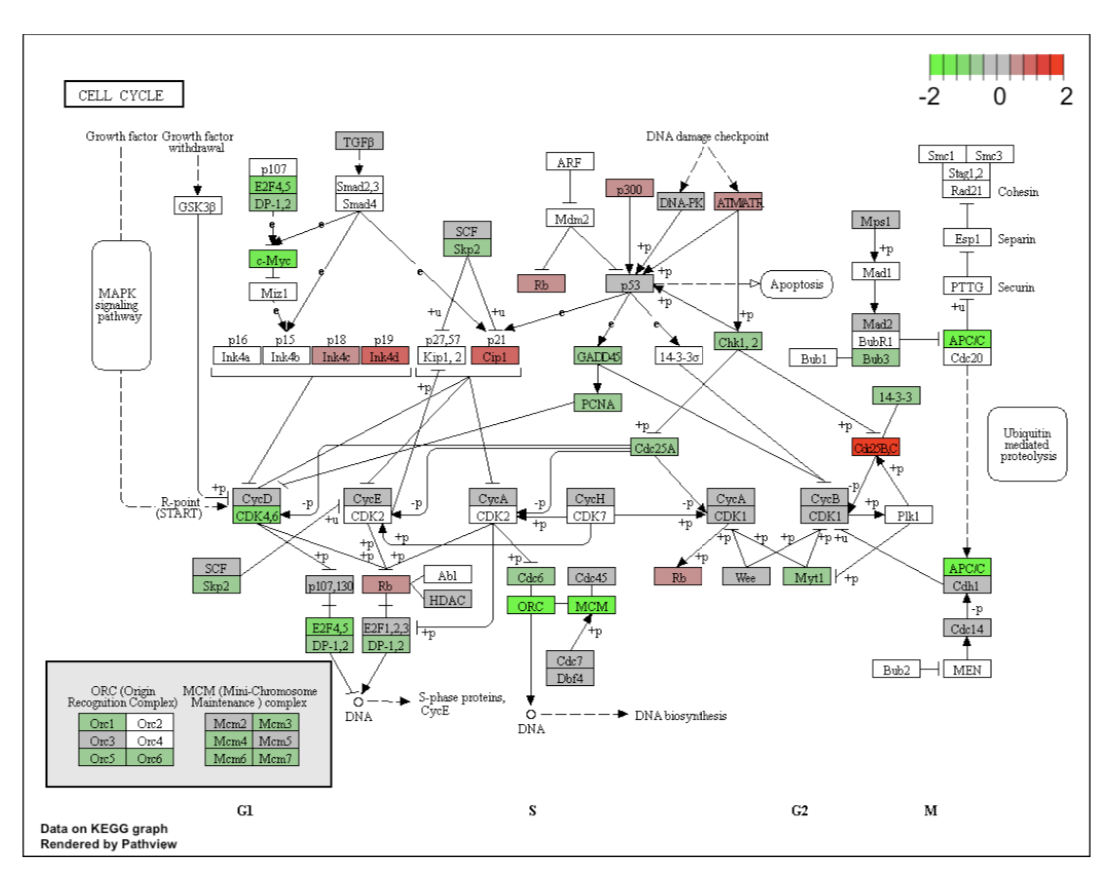 -2 0 2
CELL CYCLE
Growth factor
Growth factor
withdrawal
TGFβ
DNA damage checkpoint
Smc1 Smc3
Stag1,2
Rad21
Cohesin
p107
E2F4,5
DP-1,2
Smad2,3
Smad4
ARF
GSK3β
p300
DNA-PK
ATM/ATR
Mps1
+p
Mdm2
SCF
Skp2
e
e
c-Myc
Esp1
Separin
Mad1
MAPK
signaling
pathway
Miz1
e
e
e
Rb
p53
+p
+p
+p
Apoptosis
PTTG
Securin
+u
+u
+u
e
e
+p
Mad2
BubR1
Bub3
Bub1
APC/C
Cdc20
p16 p15 p18 p19 p27,57 p21
Ink4a Ink4b Ink4c Ink4d Kip1, 2 Cip1
GADD45
14-3-3σ
Chk1, 2
+p
PCNA
14-3-3
+p
+p
Cdc25A
Cdc25B,C
Ubiquitin
mediated
proteolysis
+p
R-point
(START)
CycD
CDK4,6
-p
CycE
CDK2
-p
CycA
CDK2
-p
+p
CycH
CDK7
-p
CycA
CDK1
CycB
CDK1
-p
+p
+p
Plk1
+u
+p
+p
+p
+p
+p
+p
+p
+p
+u
SCF
Skp2
p107,130
Rb
Abl
HDAC
Cdc6
Cdc45
Rb
Wee
Myt1
+p
APC/C
Cdh1
ORC
MCM
-p
E2F4,5
DP-1,2
E2F1,2,3
DP-1,2
+p
+p
Cdc14
Cdc7
Dbf4
Bub2
MEN
DNA
S-phase proteins,
CycE
DNA
DNA biosynthesis
ORC (Origin
Recognition Complex)
MCM (Mini-Chromosome
Maintenance ) complex
Orc1 Orc2 Mcm2 Mcm3
Orc3 Orc4 Mcm4 Mcm5
Orc5 Orc6 Mcm6 Mcm7
G1 S G2 M
Data on KEGG graph
Rendered by Pathview